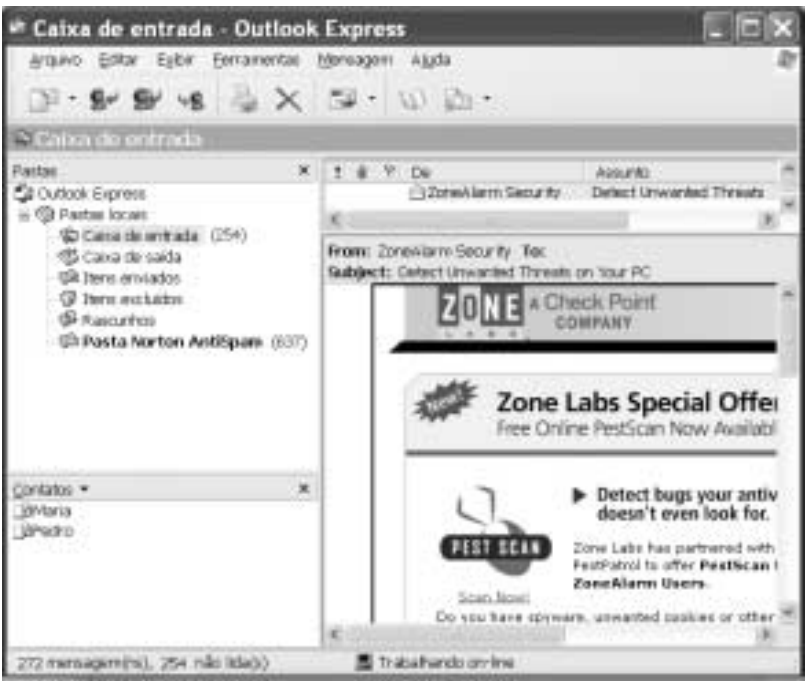 Caixa de entrada - Outlook Express
Arquivo Editar Exibir Ferramentas Mensagem Ajuda
Caixa de entrada
Pastas
Outlook Express
Pastas locais
Caixa de entrada (254)
Caixa de saída
Itens enviados
Itens excluídos
Rascunhos
Pasta Norton AntiSpam (637)
Contatos
Maria
Pedro
! De Assunto
ZoneAlarm Security Detect Unwanted Threats
From: ZoneAlarm Security To:
Subject: Detect Unwanted Threats on Your PC
ZONE A Check Point
LABS COMPANY
New!
Zone Labs Special Offer
Free Online PestScan Now Availabl
Detect bugs your antiv
doesn't even look for.
PEST SCAN
Scan Now!
Zone Labs has partnered with
PestPatrol to offer PestScan
ZoneAlarm Users.
Do you have spyware, unwanted cookies or other
272 mensagem(ns), 254 não lida(s) Trabalhando on-line